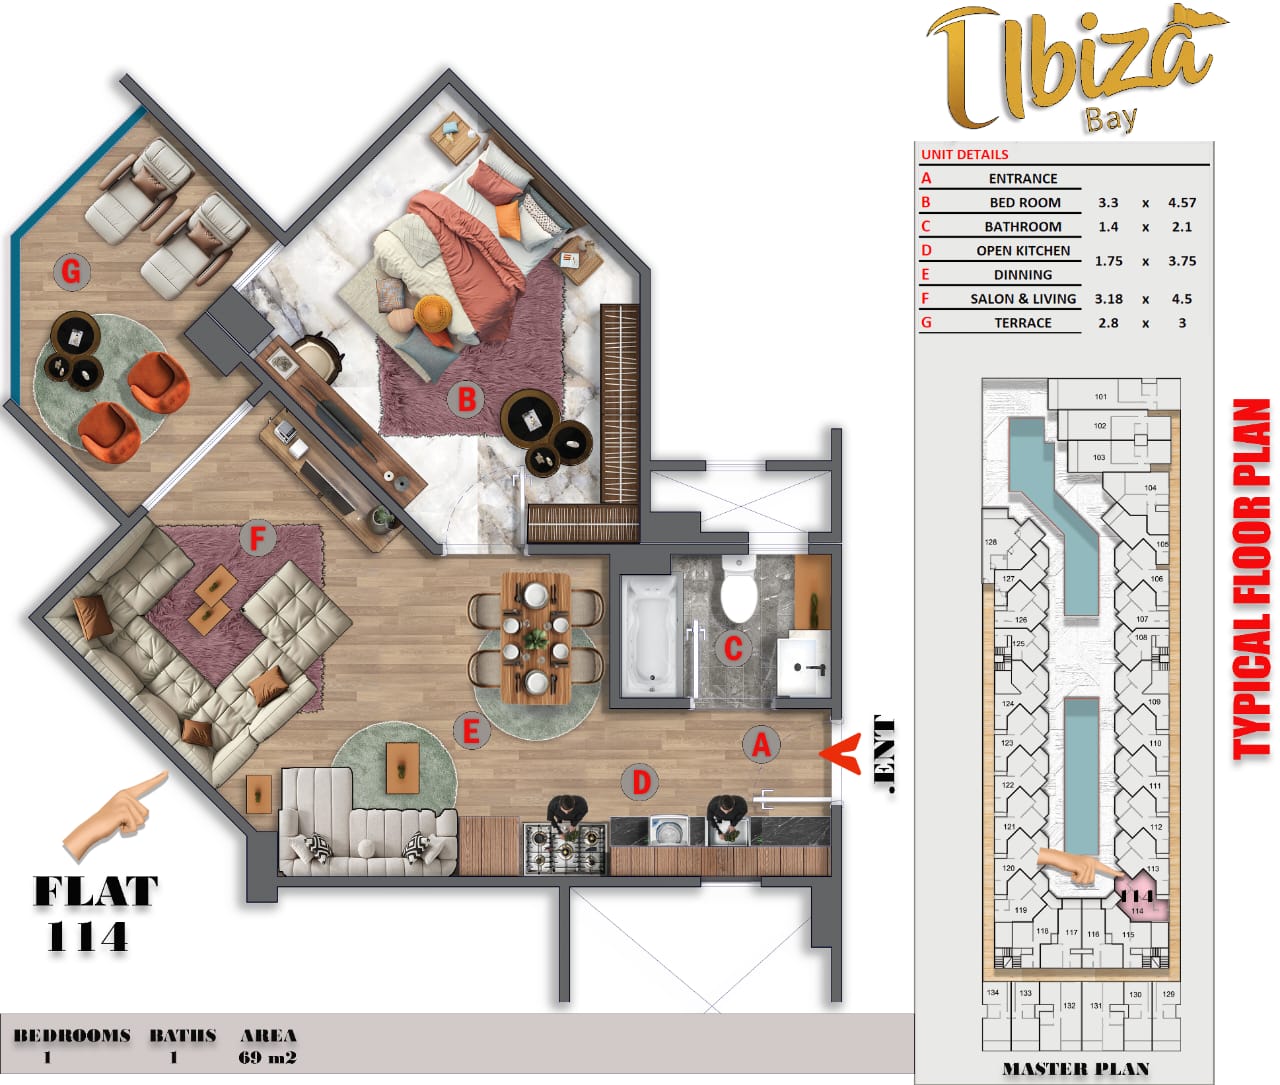 Ibiza
Bay
UNIT DETAILS
A ENTRANCE
B BED ROOM 3.3 x 4.57
C BATHROOM 1.4 x 2.1
D OPEN KITCHEN
1.75 x 3.75
E DINNING
F SALON & LIVING 3.18 x 4.5
G TERRACE 2.8 x 3
G
B
F
C
E
A
D
.ENT
FLAT
114
BEDROOMS BATHS AREA
1 1 69 m2
TYPICAL FLOOR PLAN
101
102
103
104
128
105
127
106
126
107
125
108
124
109
123
110
122
111
121
112
120
113
114
119
114
118
117
116
115
134
133
132
131
130
129
MASTER PLAN